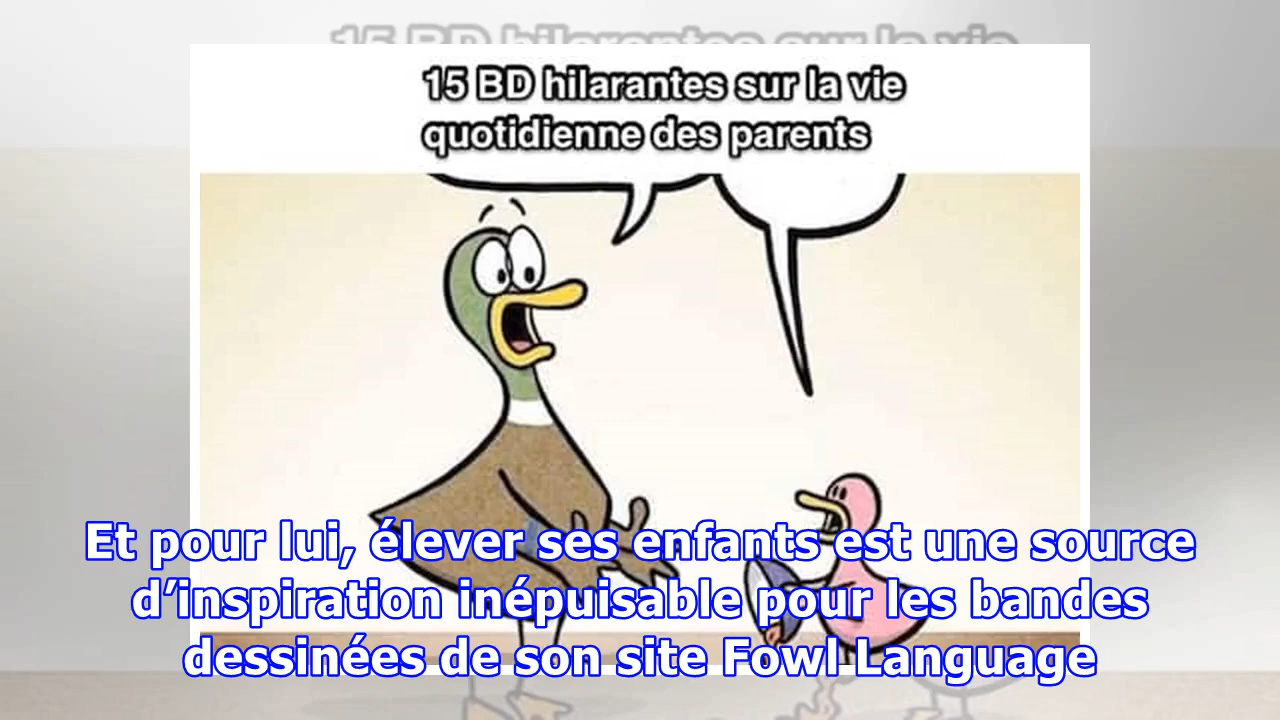 15 BD hilarantes sur la vie
quotidienne des parents
Et pour lui, élever ses enfants est une source
d’inspiration inépuisable pour les bandes
dessinées de son site Fowl Language